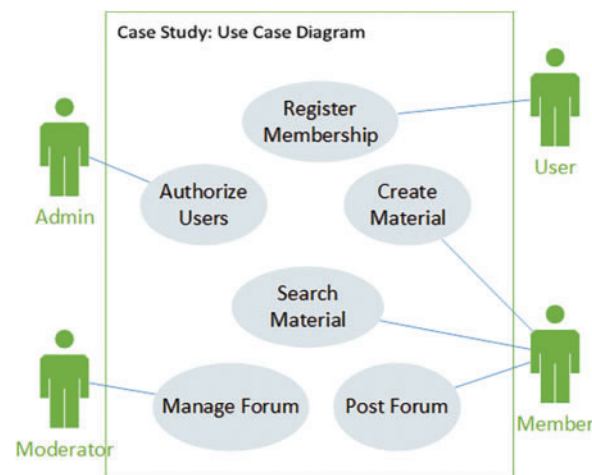 Case Study: Use Case Diagram
Register
Membership
User
Admin
Authorize
Users
Create
Material
Search
Material
Manage Forum
Post Forum
Moderator
Member